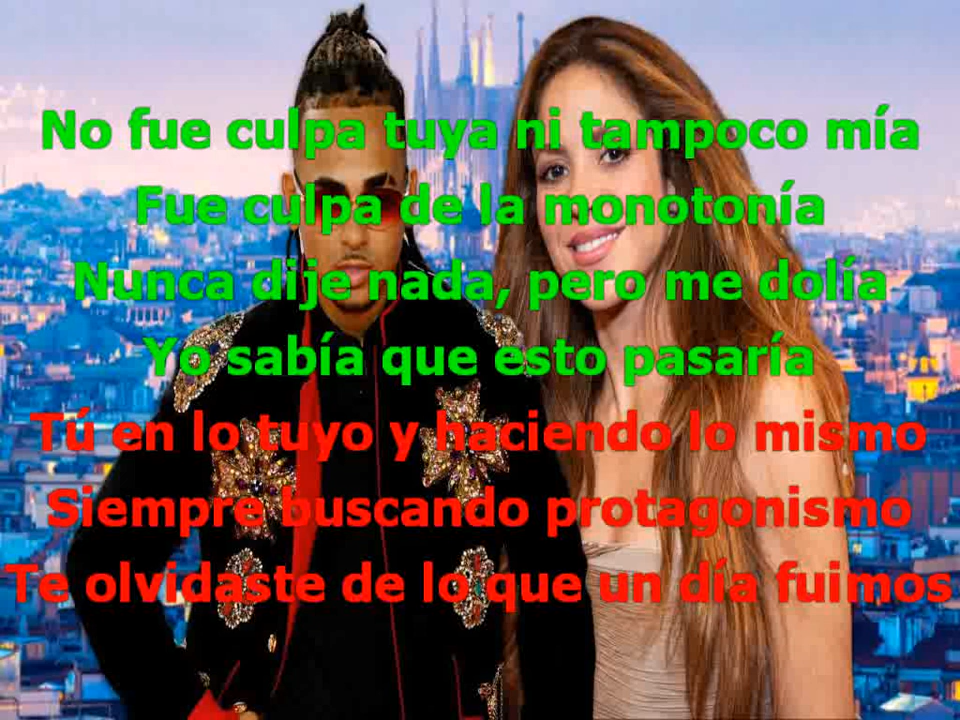 No fue culpa tuya ni tampoco mía
Fue culpa de la monotonía
Nunca dije nada, pero me dolía
Yo sabía que esto pasaría
Tú en lo tuyo y haciendo lo mismo
Siempre buscando protagonismo
Te olvidaste de lo que un día fuimos